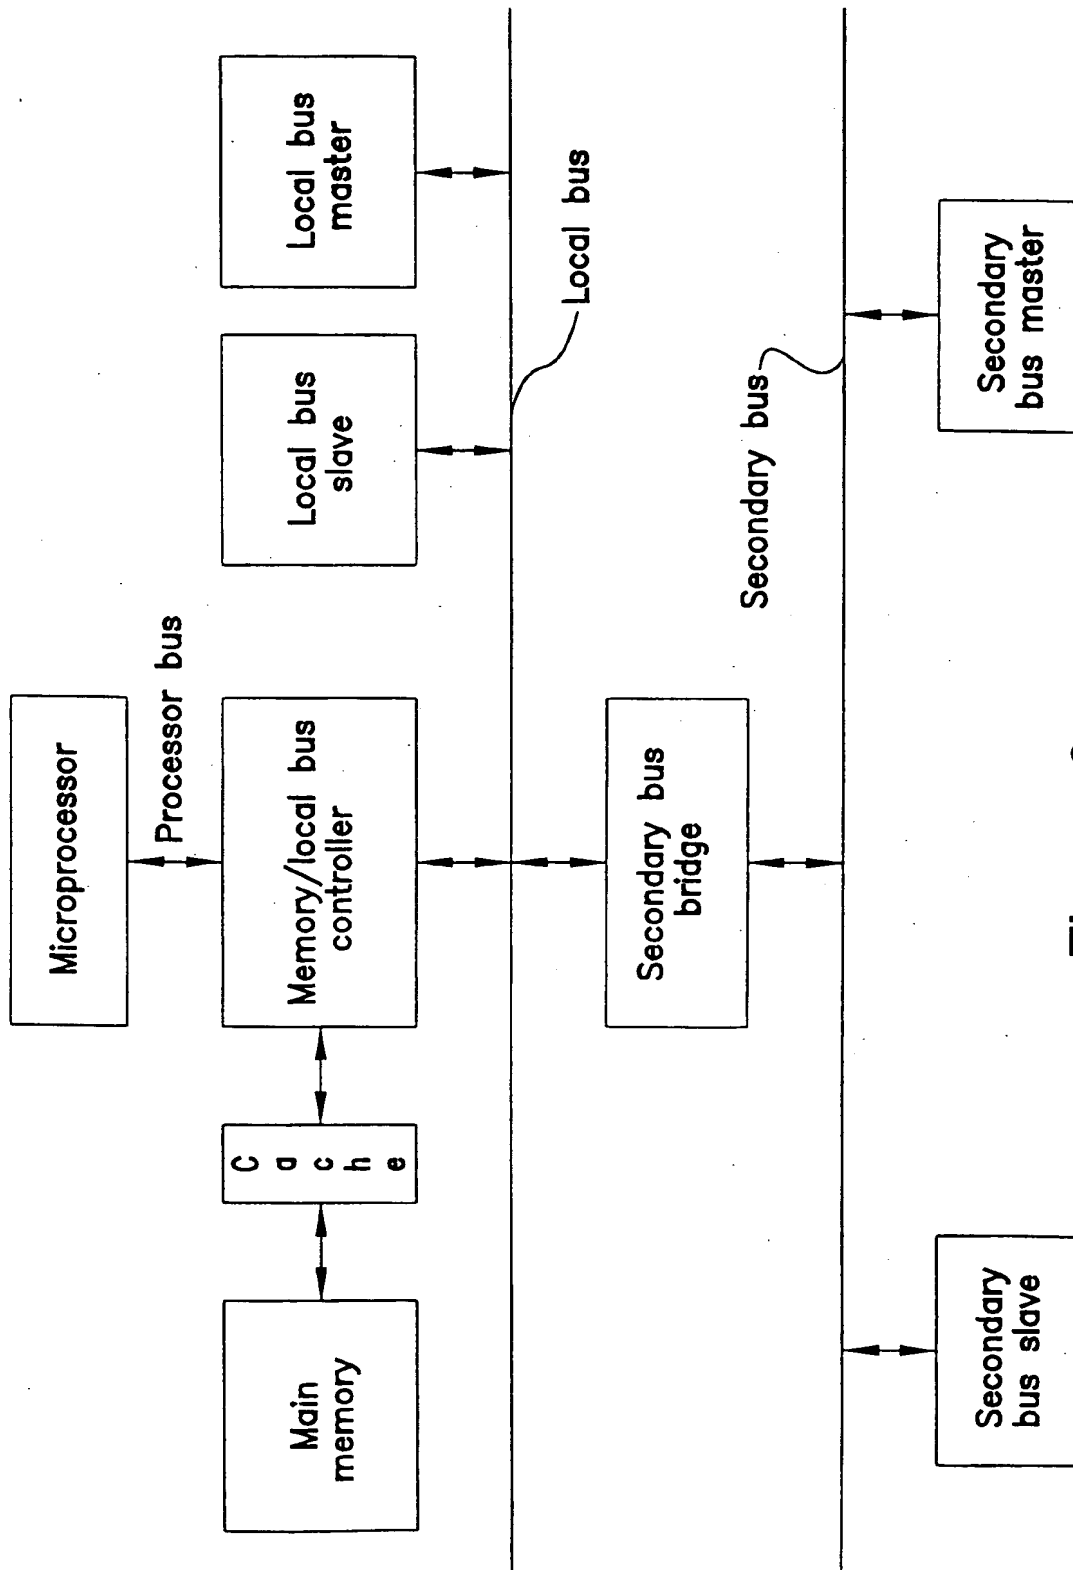 Microprocessor
Processor bus
Main
memory
Cache
Memory/local bus
controller
Local bus
slave
Local bus
master
Local bus
Secondary bus
bridge
Secondary bus
Secondary
bus slave
Secondary
bus master